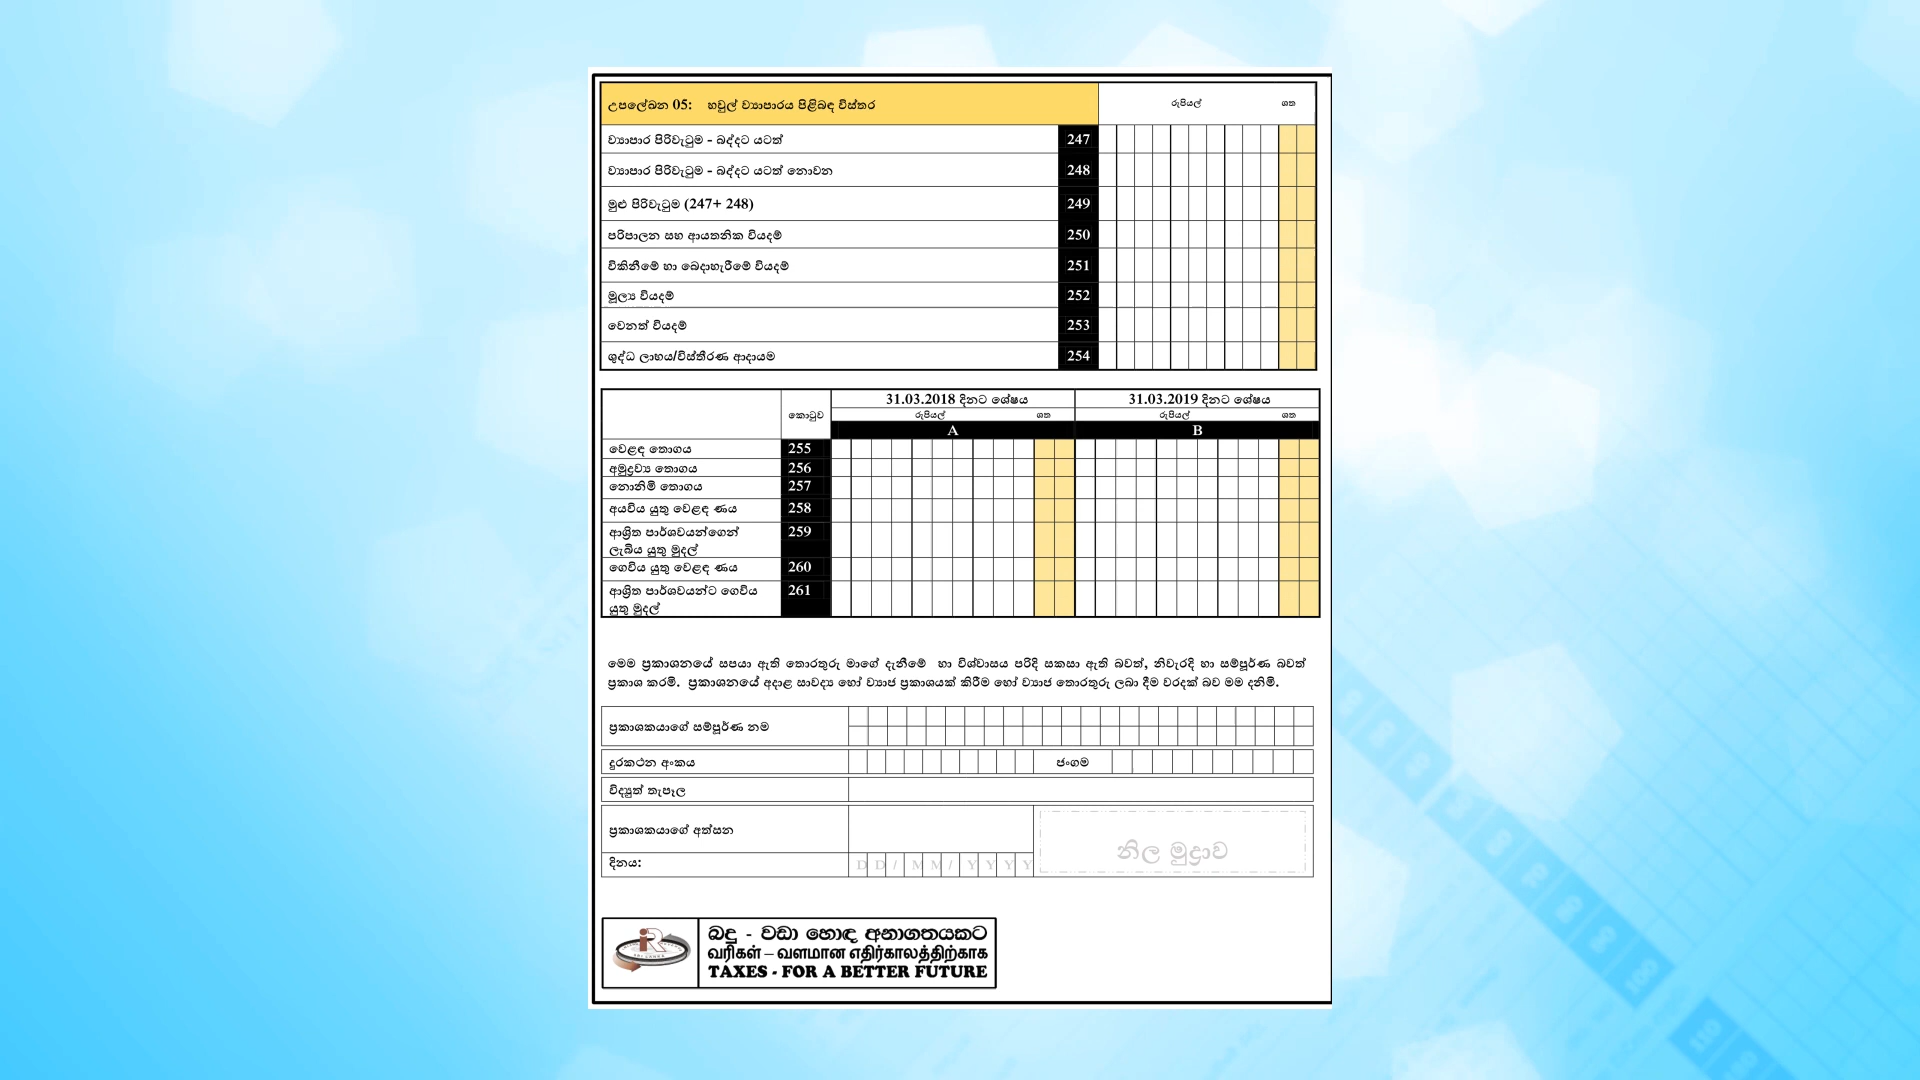 උපලේඛන 05: හවුල් ව්‍යාපාරය පිළිබඳ විස්තර රුපියල් ශත
ව්‍යාපාර පිරිවැටුම - බද්දට යටත් 247
ව්‍යාපාර පිරිවැටුම - බද්දට යටත් නොවන 248
මුළු පිරිවැටුම (247+ 248) 249
පරිපාලන සහ ආයතනික වියදම් 250
විකිනීමේ හා බෙදාහැරීමේ වියදම් 251
මූල්‍ය වියදම් 252
වෙනත් වියදම් 253
ශුද්ධ ලාභය/විස්තීරණ ආදායම 254
කොටුව 31.03.2018 දිනට ශේෂය 31.03.2019 දිනට ශේෂය
රුපියල් ශත රුපියල් ශත
A B
වෙළඳ තොගය 255
අමුද්‍රව්‍ය තොගය 256
නොනිමි තොගය 257
අයවිය යුතු වෙළඳ ණය 258
ආශ්‍රිත පාර්ශවයන්ගෙන් 259
ලැබිය යුතු මුදල්
ගෙවිය යුතු වෙළඳ ණය 260
ආශ්‍රිත පාර්ශවයන්ට ගෙවිය 261
යුතු මුදල්
මෙම ප්‍රකාශනයේ සපයා ඇති තොරතුරු මාගේ දැනීමේ හා විශ්වාසය පරිදි සකසා ඇති බවත්, නිවැරදි හා සම්පූර්ණ බවත්
ප්‍රකාශ කරමි. ප්‍රකාශනයේ අදාළ සාවද්‍ය හෝ ව්‍යාජ ප්‍රකාශයක් කිරීම හෝ ව්‍යාජ තොරතුරු ලබා දීම වරදක් බව මම දනිමි.
ප්‍රකාශකයාගේ සම්පූර්ණ නම
දුරකථන අංකය ජංගම
විද්‍යුත් තැපෑල
ප්‍රකාශකයාගේ අත්සන
නිල මුද්‍රාව
දිනය: D D / M M / Y Y Y Y
බදු - වඩා හොඳ අනාගතයකට
வரிகள் – வளமான எதிர்காலத்திற்காக
TAXES - FOR A BETTER FUTURE